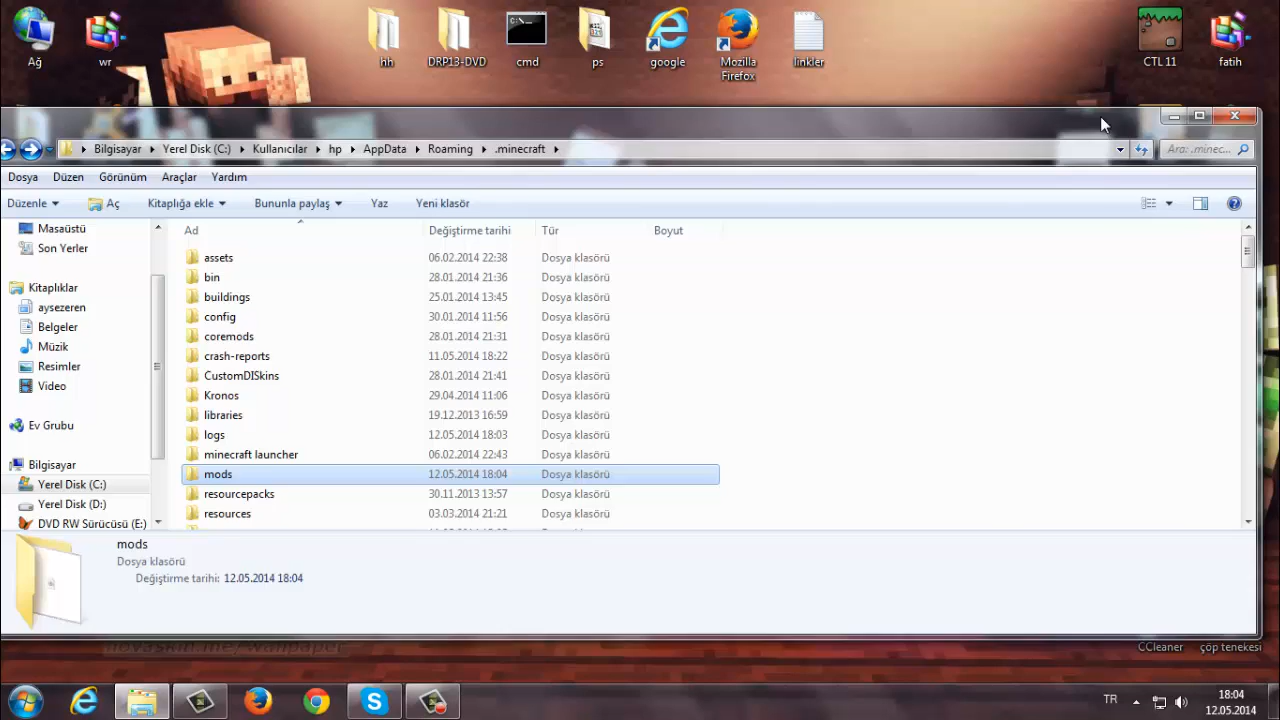 Ağ
wr
hh
DRP13-DVD
cmd
ps
google
Mozilla
Firefox
linkler
CTL 11
fatih
Bilgisayar
Yerel Disk (C:)
Kullanıcılar
hp
AppData
Roaming
.minecraft
Ara: .minec...
Dosya
Düzen
Görünüm
Araçlar
Yardım
Düzenle
Aç
Kitaplığa ekle
Bununla paylaş
Yaz
Yeni klasör
Masaüstü
Son Yerler
Kitaplıklar
aysezeren
Belgeler
Müzik
Resimler
Video
Ev Grubu
Bilgisayar
Yerel Disk (C:)
Yerel Disk (D:)
DVD RW Sürücüsü (E:)
Ad Değiştirme tarihi Tür Boyut
assets 06.02.2014 22:38 Dosya klasörü
bin 28.01.2014 21:36 Dosya klasörü
buildings 25.01.2014 13:45 Dosya klasörü
config 30.01.2014 11:56 Dosya klasörü
coremods 28.01.2014 21:31 Dosya klasörü
crash-reports 11.05.2014 18:22 Dosya klasörü
CustomDISkins 28.01.2014 21:41 Dosya klasörü
Kronos 29.04.2014 11:06 Dosya klasörü
libraries 19.12.2013 16:59 Dosya klasörü
logs 12.05.2014 18:03 Dosya klasörü
minecraft launcher 06.02.2014 22:43 Dosya klasörü
mods 12.05.2014 18:04 Dosya klasörü
resourcepacks 30.11.2013 13:57 Dosya klasörü
resources 03.03.2014 21:21 Dosya klasörü
mods
Dosya klasörü
Değiştirme tarihi: 12.05.2014 18:04
novaskin.me/wallpaper
CCleaner
çöp tenekesi
TR
18:04
12.05.2014